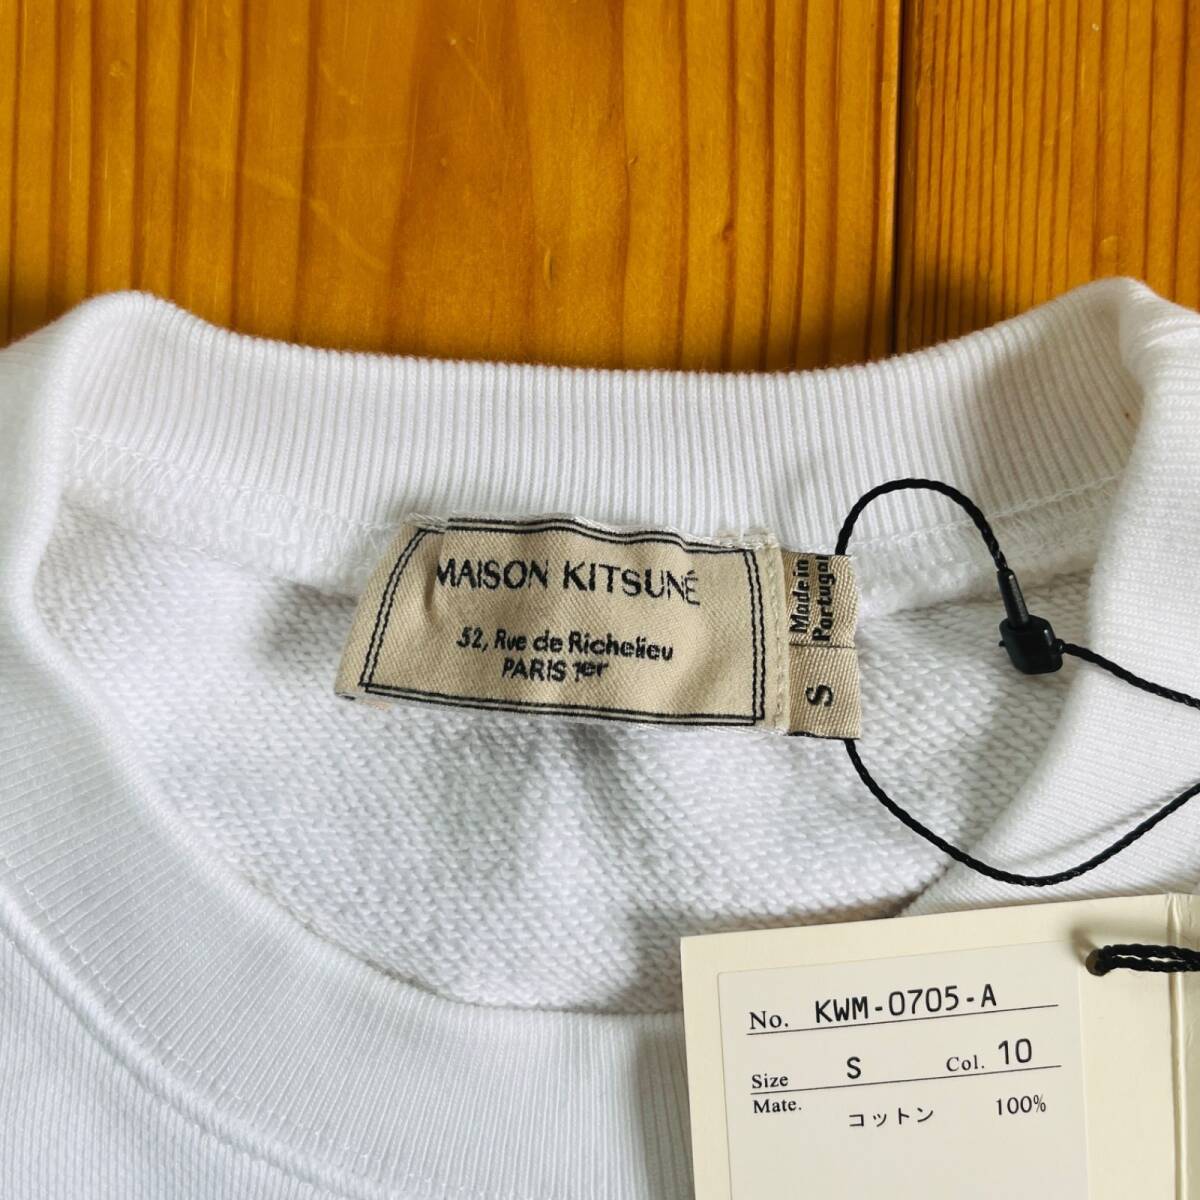 MAISON KITSUNÉ
52, Rue de Richelieu
PARIS 1er
Made in
Portugal
S
No. KWM-0705-A
Size S Col. 10
Mate. コットン 100%